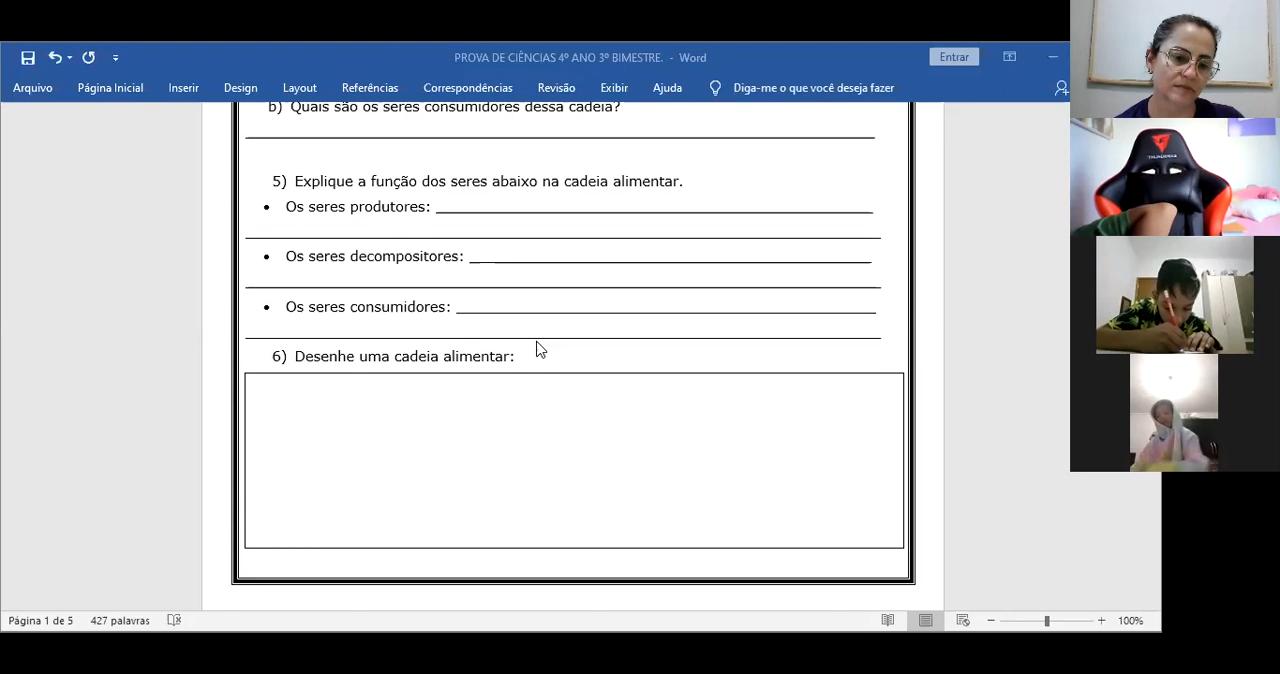 PROVA DE CIÊNCIAS 4º ANO 3º BIMESTRE. - Word
Entrar
Arquivo Página Inicial Inserir Design Layout Referências Correspondências Revisão Exibir Ajuda Diga-me o que você deseja fazer
b) Quais são os seres consumidores dessa cadeia?
5) Explique a função dos seres abaixo na cadeia alimentar.
• Os seres produtores:
• Os seres decompositores:
• Os seres consumidores:
6) Desenhe uma cadeia alimentar:
Página 1 de 5 427 palavras
100%